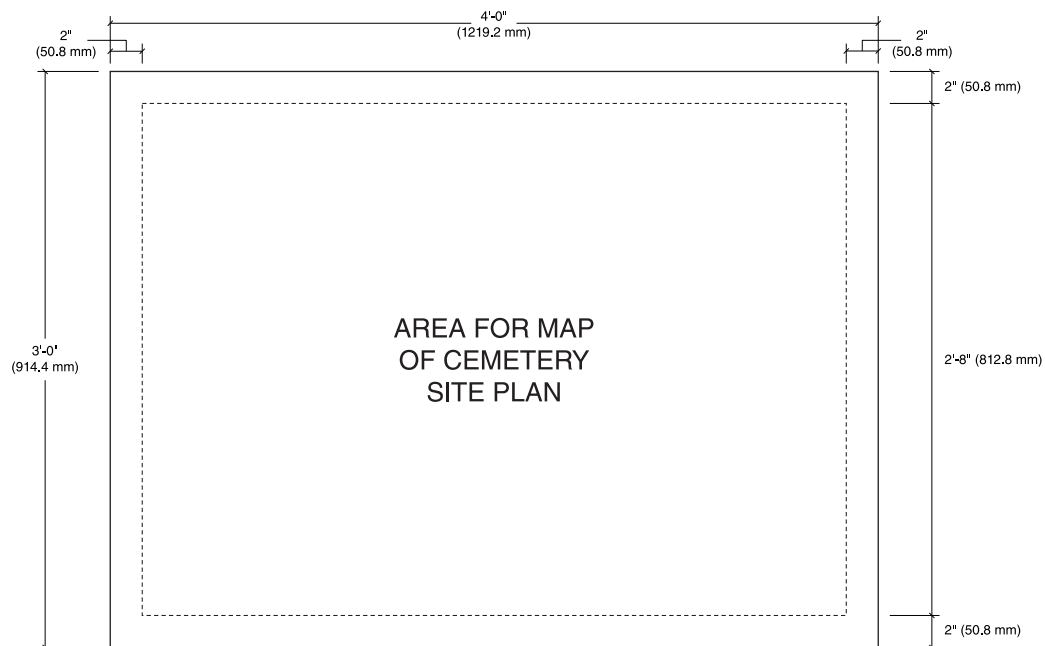 4'-0"
(1219.2 mm)
2"
(50.8 mm)
2"
(50.8 mm)
2" (50.8 mm)
AREA FOR MAP
OF CEMETERY
SITE PLAN
3'-0"
(914.4 mm)
2'-8" (812.8 mm)
2" (50.8 mm)